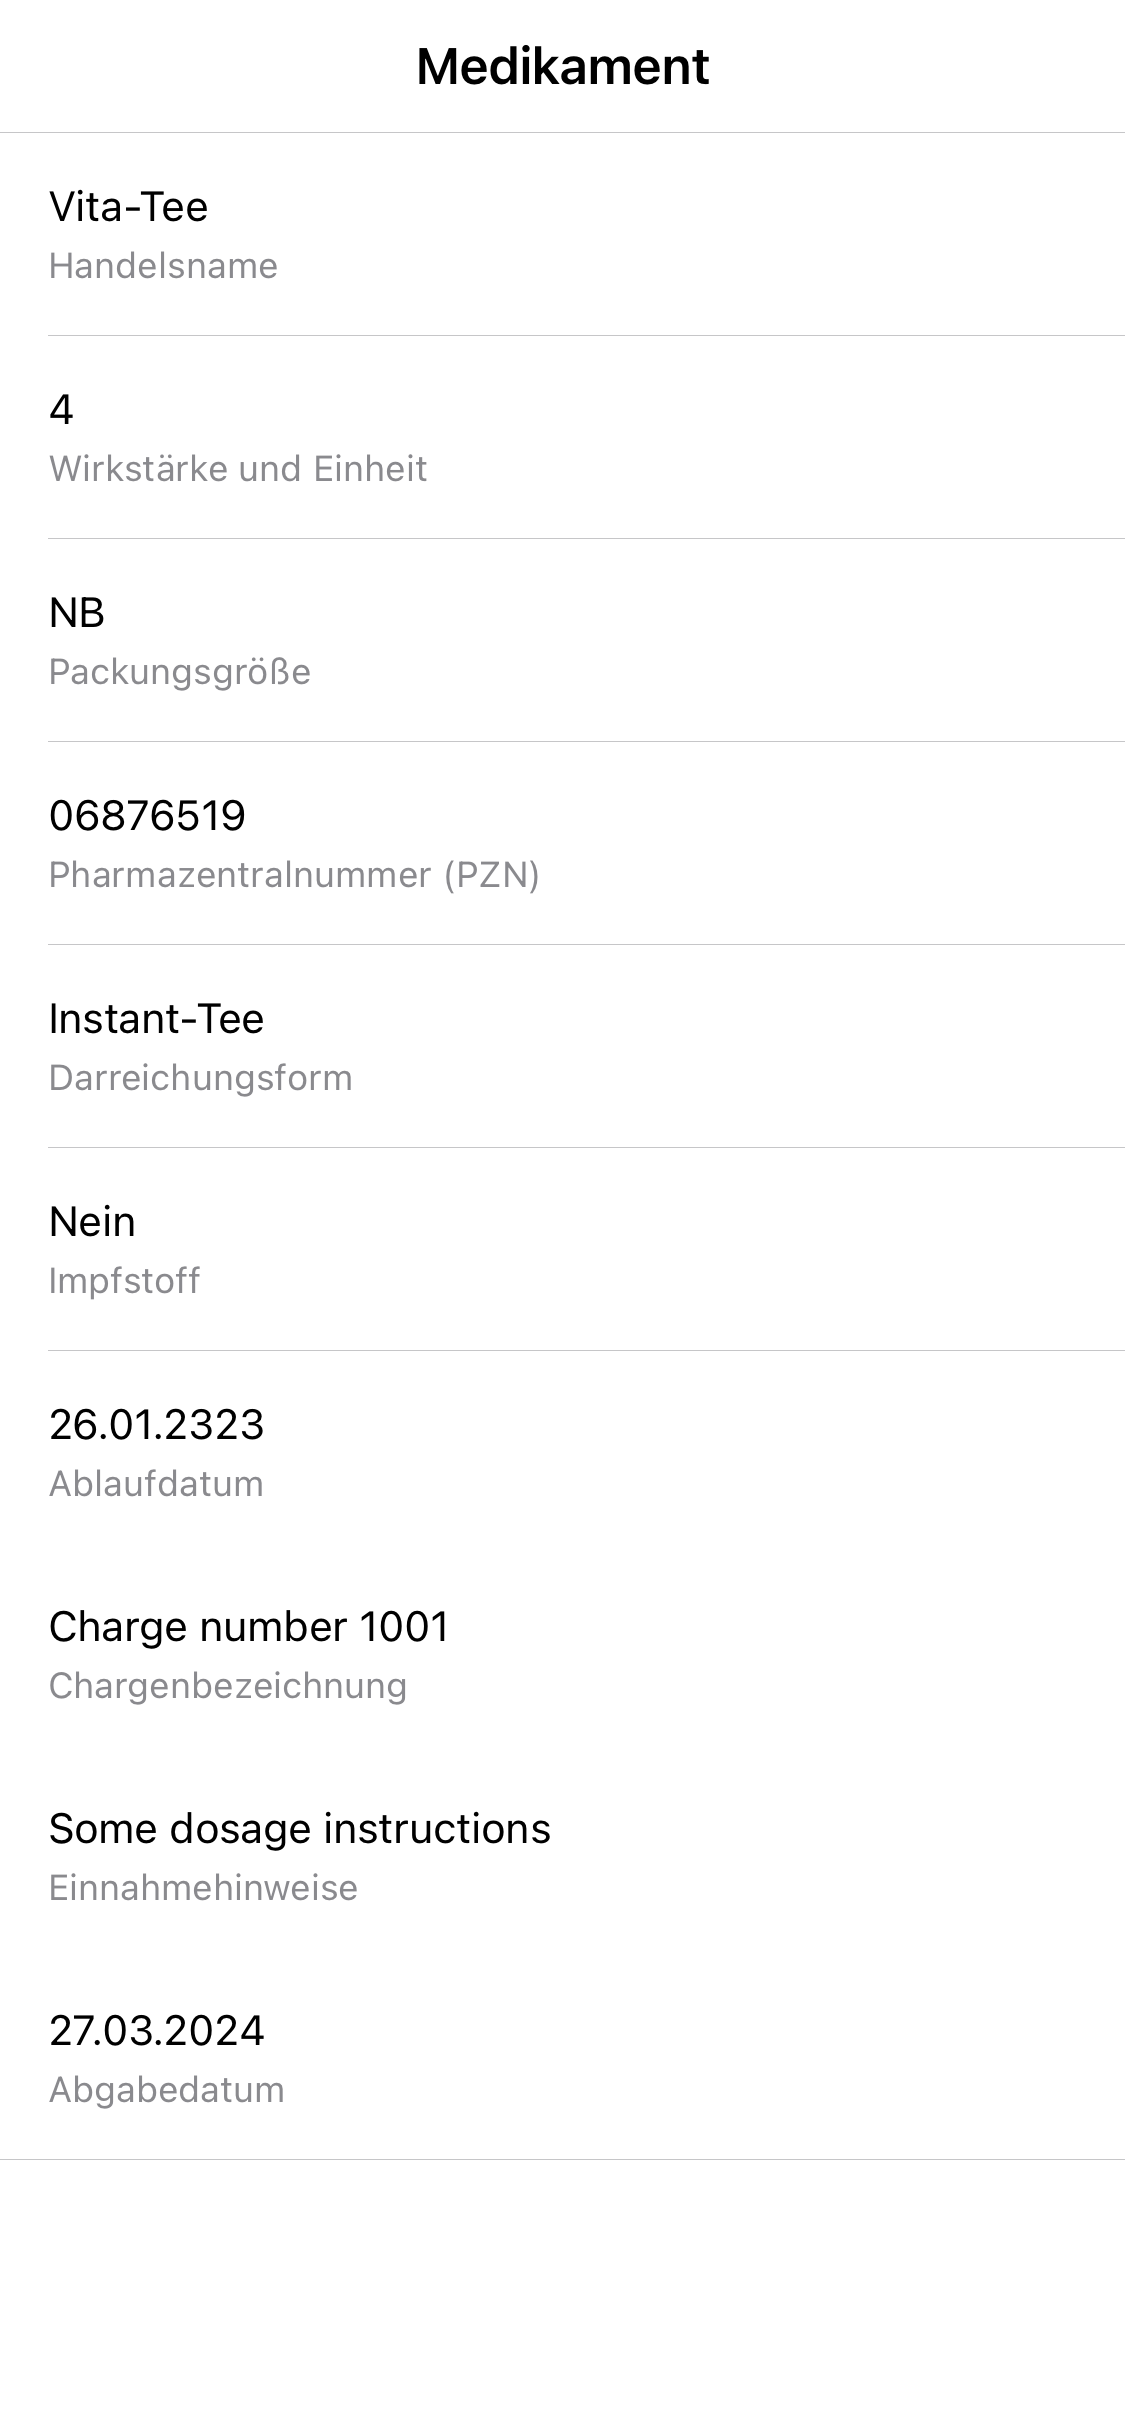 Medikament
Vita-Tee
Handelsname
4
Wirkstärke und Einheit
NB
Packungsgröße
06876519
Pharmazentralnummer (PZN)
Instant-Tee
Darreichungsform
Nein
Impfstoff
26.01.2323
Ablaufdatum
Charge number 1001
Chargenbezeichnung
Some dosage instructions
Einnahmehinweise
27.03.2024
Abgabedatum